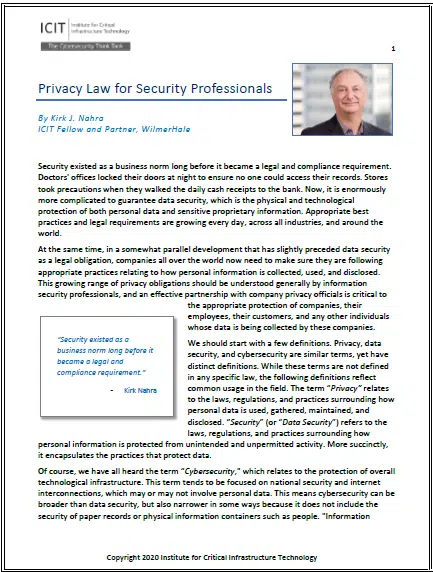 ICIT
Institute for Critical
Infrastructure Technology
The Cybersecurity Think Tank
1
Privacy Law for Security Professionals
By Kirk J. Nahra
ICIT Fellow and Partner, WilmerHale
Security existed as a business norm long before it became a legal and compliance requirement.
Doctors' offices locked their doors at night to ensure no one could access their records. Stores
took precautions when they walked the daily cash receipts to the bank. Now, it is enormously
more complicated to guarantee data security, which is the physical and technological
protection of both personal data and sensitive proprietary information. Appropriate best
practices and legal requirements are growing every day, across all industries, and around the
world.
At the same time, in a somewhat parallel development that has slightly preceded data security
as a legal obligation, companies all over the world now need to make sure they are following
appropriate practices relating to how personal information is collected, used, and disclosed.
This growing range of privacy obligations should be understood generally by information
security professionals, and an effective partnership with company privacy officials is critical to
the appropriate protection of companies, their
employees, their customers, and any other individuals
whose data is being collected by these companies.
"Security existed as a
business norm long before it
became a legal and
compliance requirement."
- Kirk Nahra
We should start with a few definitions. Privacy, data
security, and cybersecurity are similar terms, yet have
distinct definitions. While these terms are not defined
in any specific law, the following definitions reflect
common usage in the field. The term "Privacy" relates
to the laws, regulations, and practices surrounding how
personal data is used, gathered, maintained, and
disclosed. "Security" (or "Data Security") refers to the
laws, regulations, and practices surrounding how
personal information is protected from unintended and unpermitted activity. More succinctly,
it encapsulates the practices that protect data.
Of course, we have all heard the term "Cybersecurity," which relates to the protection of overall
technological infrastructure. This term tends to be focused on national security and internet
interconnections, which may or may not involve personal data. This means cybersecurity can be
broader than data security, but also narrower in some ways because it does not include the
security of paper records or physical information containers such as people. "Information
Copyright 2020 Institute for Critical Infrastructure Technology